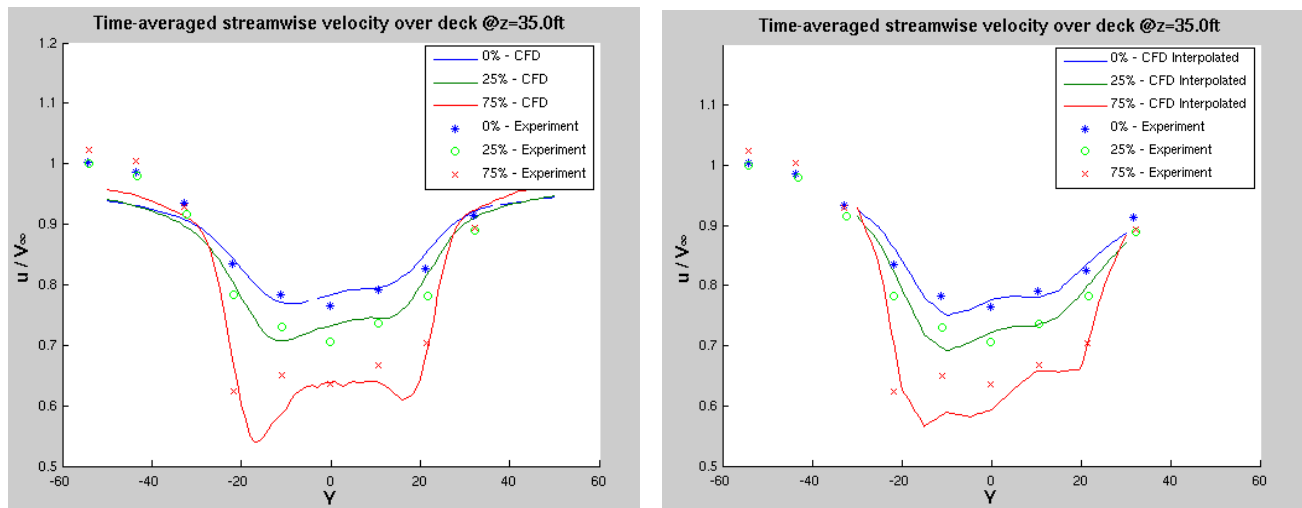 Time-averaged streamwise velocity over deck @z=35.0ft
1.2
1.1
1
0.9
0.8
0.7
0.6
0.5
u / V∞
-60
-40
-20
0
20
40
60
Y
0% - CFD
25% - CFD
75% - CFD
0% - Experiment
25% - Experiment
75% - Experiment
Time-averaged streamwise velocity over deck @z=35.0ft
1.1
1
0.9
0.8
0.7
0.6
0.5
u / V∞
-60
-40
-20
0
20
40
60
Y
0% - CFD Interpolated
25% - CFD Interpolated
75% - CFD Interpolated
0% - Experiment
25% - Experiment
75% - Experiment